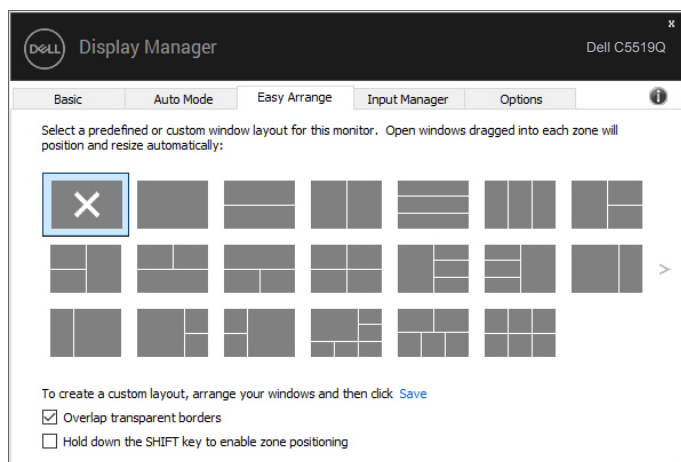 x
DELL
Display Manager
Dell C5519Q
Basic
Auto Mode
Easy Arrange
Input Manager
Options
i
Select a predefined or custom window layout for this monitor. Open windows dragged into each zone will
position and resize automatically:
>
To create a custom layout, arrange your windows and then click Save
Overlap transparent borders
Hold down the SHIFT key to enable zone positioning